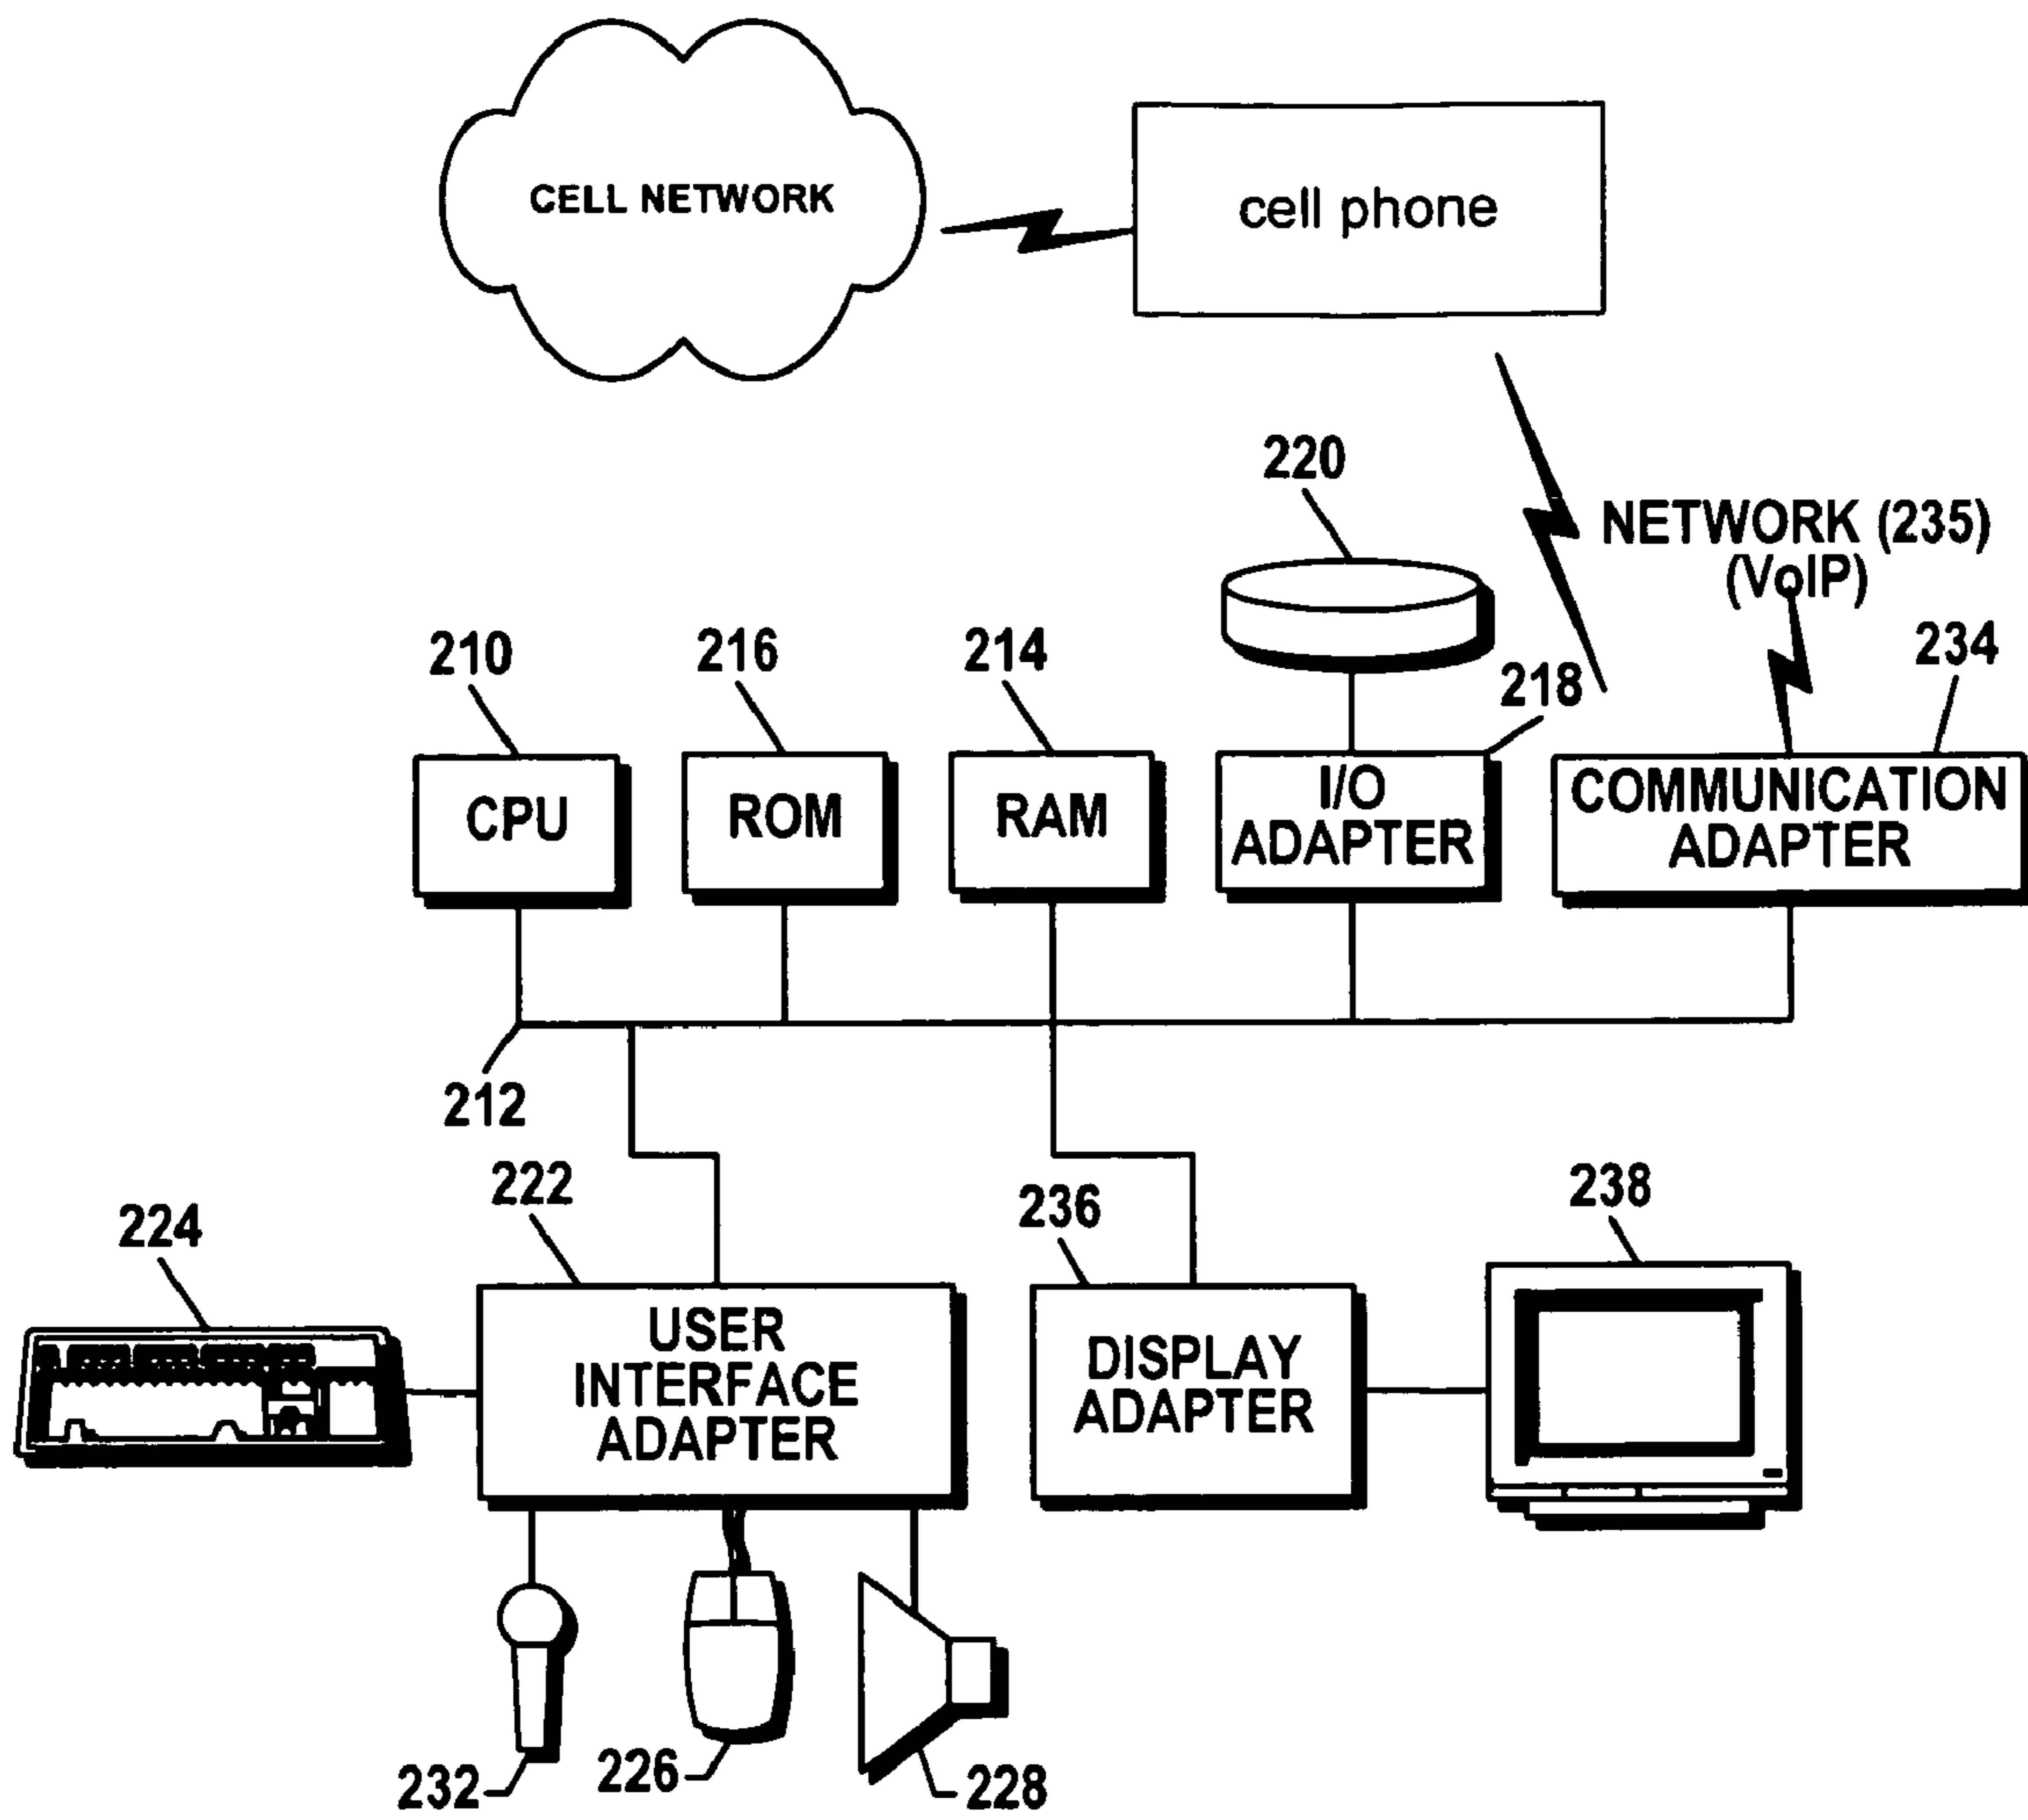 CELL NETWORK
cell phone
220
NETWORK (235)
(VoIP)
210
216
214
218
234
CPU
ROM
RAM
I/O
ADAPTER
COMMUNICATION
ADAPTER
212
222
236
238
224
USER
INTERFACE
ADAPTER
DISPLAY
ADAPTER
232
226
228